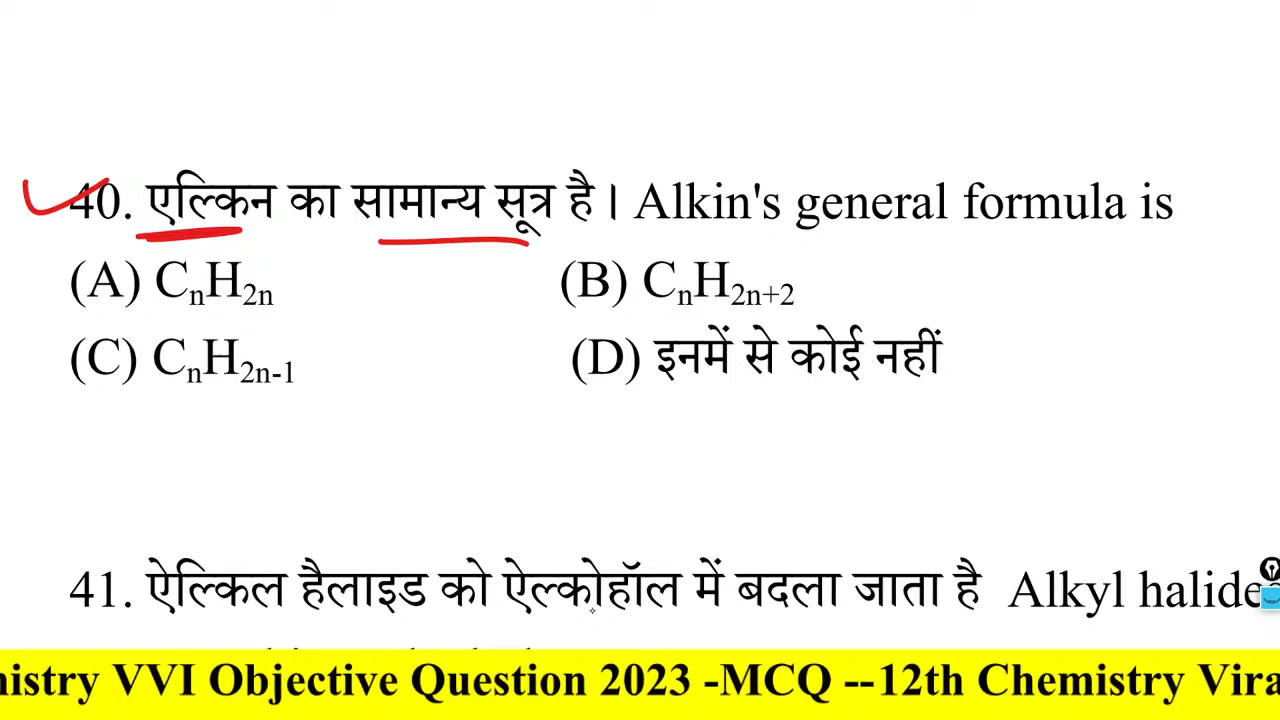 40. एल्किन का सामान्य सूत्र है। Alkin's general formula is
(A) CₙH₂ₙ (B) CₙH₂ₙ₊₂
(C) CₙH₂ₙ₋₁ (D) इनमें से कोई नहीं
41. ऐल्किल हैलाइड को ऐल्कोहॉल में बदला जाता है Alkyl halide
mistry VVI Objective Question 2023 -MCQ --12th Chemistry Vira